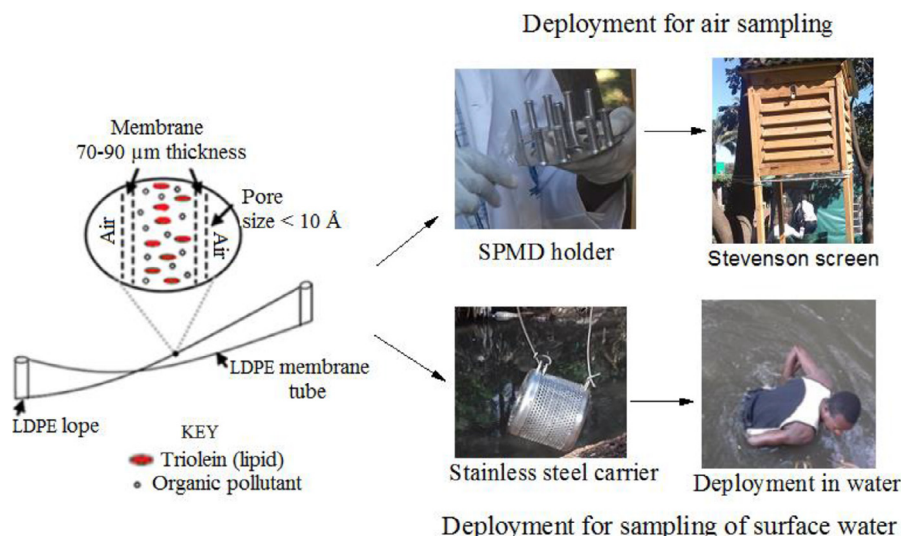 Deployment for air sampling
Membrane
70-90 µm thickness
Pore
size < 10 Å
Air
Air
LDPE membrane
tube
LDPE lope
KEY
Triolein (lipid)
Organic pollutant
SPMD holder
Stevenson screen
Stainless steel carrier
Deployment in water
Deployment for sampling of surface water